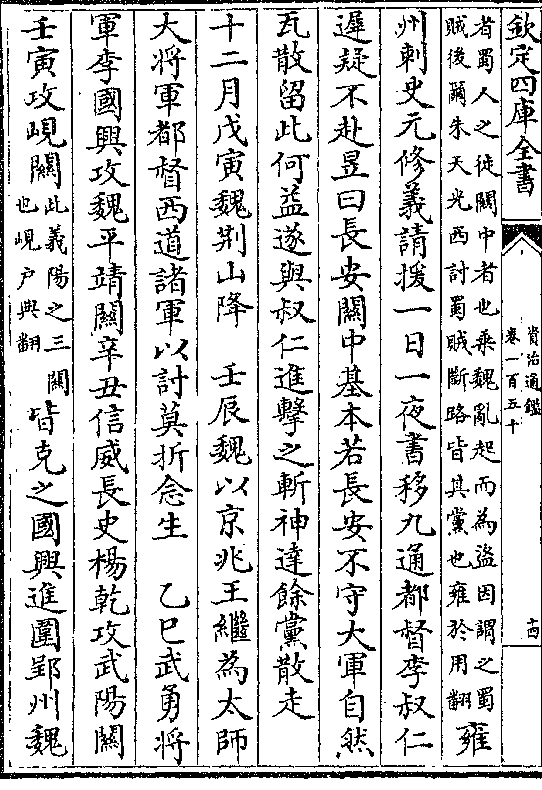 欽定四庫全書
資治通鑑
卷一百五十
十四
者蜀人之徙關中者也乘魏亂起而為盜因謂之蜀
賊後爾朱天光西討蜀賊斷路皆其黨也雍於用翻
雍
州刺史元修義請援一日一夜書移九通都督李叔仁
遲疑不赴昱曰長安關中基本若長安不守大軍自然
瓦散留此何益遂與叔仁進擊之斬神達餘黨散走
十二月戊寅魏荆山降　壬辰魏以京兆王繼為太師
大将軍都督西道諸軍以討莫折念生　乙巳武勇将
軍李國興攻魏平靖關辛丑信威長史楊乾攻武陽關
壬寅攻峴關此義陽之三關也峴户典翻皆克之國興進圍郢州魏